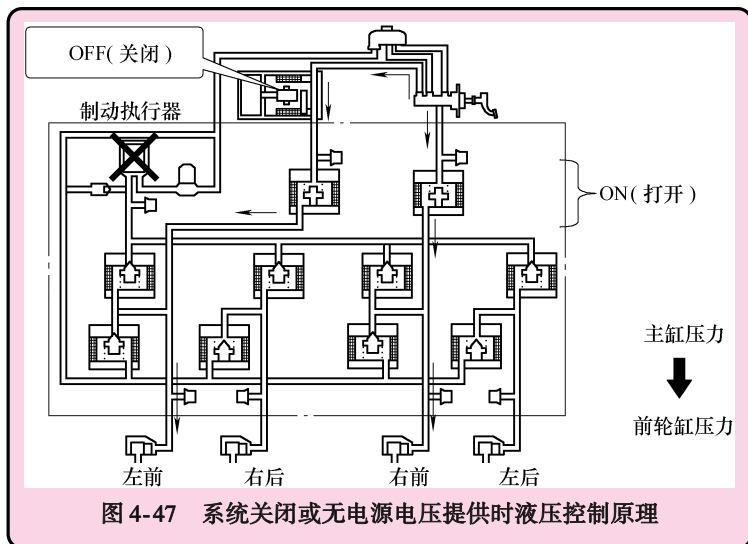 OFF(关闭)
制动执行器
ON(打开)
主缸压力
前轮缸压力
左前
右后
右前
左后
图 4-47 系统关闭或无电源电压提供时液压控制原理